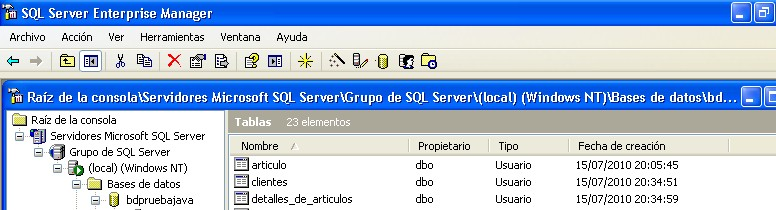 SQL Server Enterprise Manager
Archivo Acción Ver Herramientas Ventana Ayuda
Raíz de la consola\Servidores Microsoft SQL Server\Grupo de SQL Server\(local) (Windows NT)\Bases de datos\bd...
Raíz de la consola
Servidores Microsoft SQL Server
Grupo de SQL Server
(local) (Windows NT)
Bases de datos
bdpruebajava
Tablas 23 elementos
Nombre Propietario Tipo Fecha de creación
articulo dbo Usuario 15/07/2010 20:05:45
clientes dbo Usuario 15/07/2010 20:34:51
detalles_de_articulos dbo Usuario 15/07/2010 20:34:59